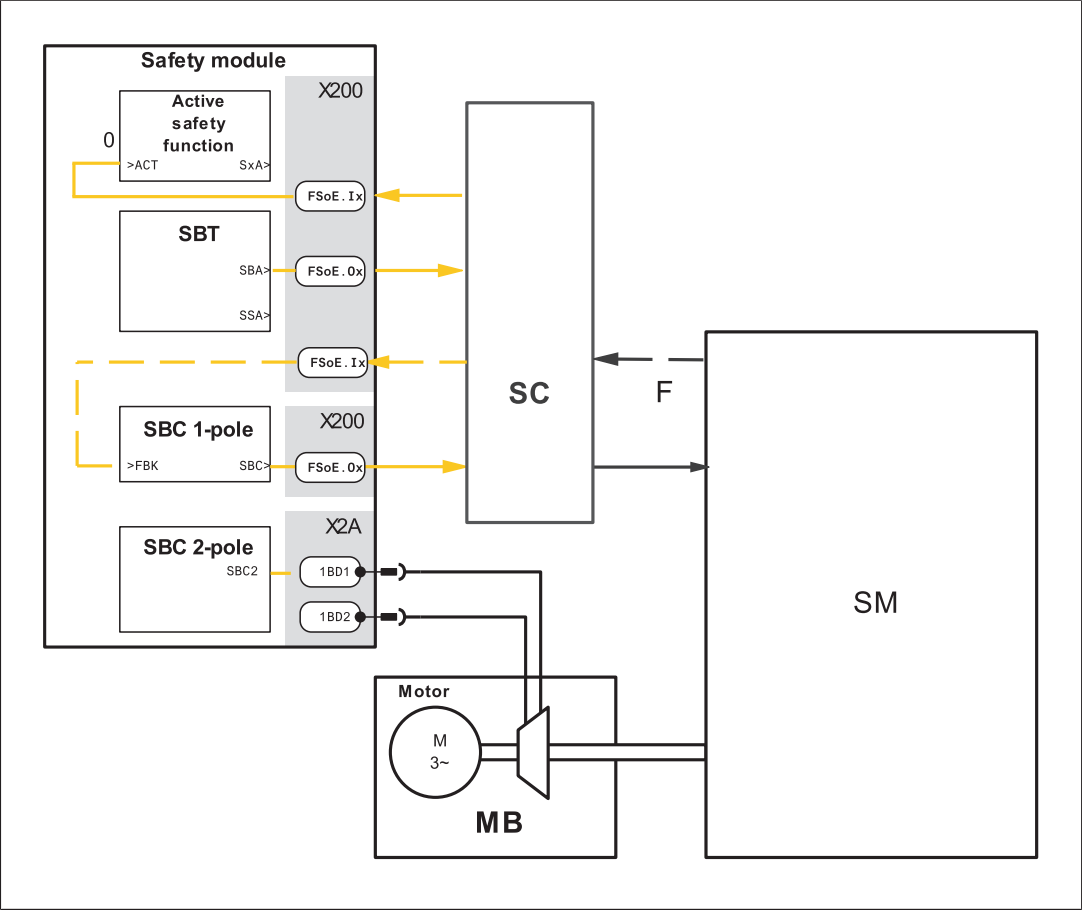 Safety module
X200
Active
safety
function
0
>ACT
SxA>
FSoE.Ix
SBT
SBA>
FSoE.Ox
SSA>
FSoE.Ix
X200
SBC 1-pole
>FBK
SBC>
FSoE.Ox
X2A
SBC 2-pole
SBC2
1BD1
1BD2
SC
F
SM
Motor
M
3~
MB